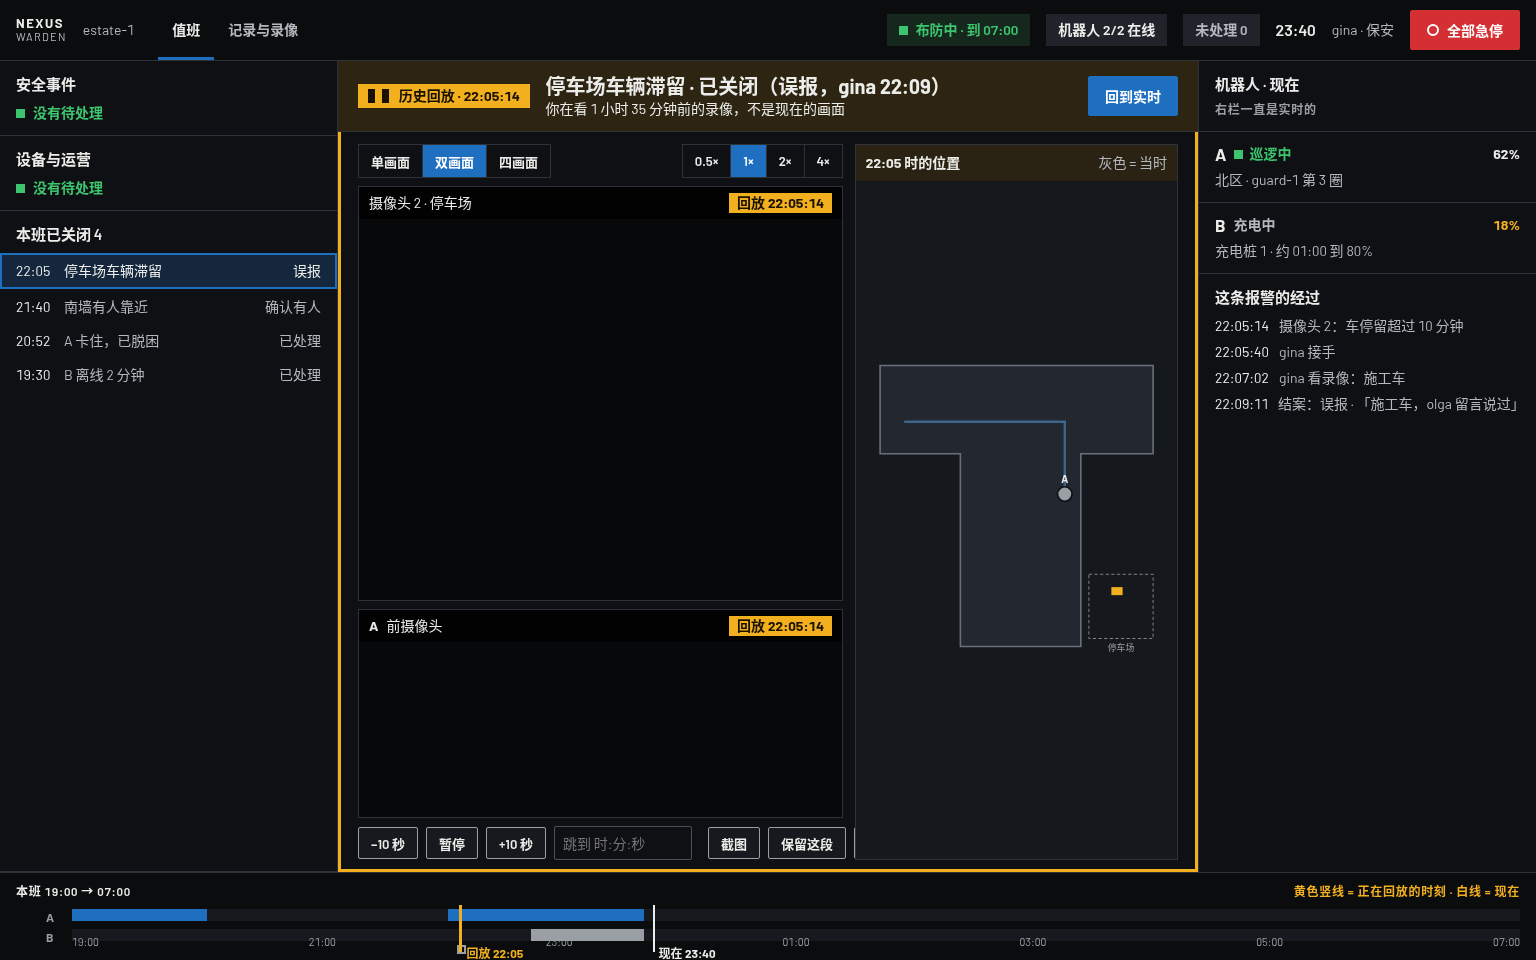 NEXUS
WARDEN
estate-1
值班
记录与录像
布防中 · 到 07:00
机器人 2/2 在线
未处理 0
23:40
gina · 保安
全部急停
安全事件
没有待处理
设备与运营
没有待处理
本班已关闭 4
22:05 停车场车辆滞留 误报
21:40 南墙有人靠近 确认有人
20:52 A 卡住，已脱困 已处理
19:30 B 离线 2 分钟 已处理
历史回放 · 22:05:14
停车场车辆滞留 · 已关闭（误报，gina 22:09）
你在看 1 小时 35 分钟前的录像，不是现在的画面
回到实时
单画面 双画面 四画面
0.5× 1× 2× 4×
摄像头 2 · 停车场
回放 22:05:14
A 前摄像头
回放 22:05:14
−10 秒 暂停 +10 秒 跳到 时:分:秒 截图 保留这段
22:05 时的位置 灰色 = 当时
A
停车场
机器人 · 现在
右栏一直是实时的
A 巡逻中 62%
北区 · guard-1 第 3 圈
B 充电中 18%
充电桩 1 · 约 01:00 到 80%
这条报警的经过
22:05:14 摄像头 2：车停留超过 10 分钟
22:05:40 gina 接手
22:07:02 gina 看录像：施工车
22:09:11 结案：误报 · 「施工车，olga 留言说过」
本班 19:00 → 07:00
黄色竖线 = 正在回放的时刻 · 白线 = 现在
A
B
19:00 21:00 23:00 01:00 03:00 05:00 07:00
回放 22:05
现在 23:40